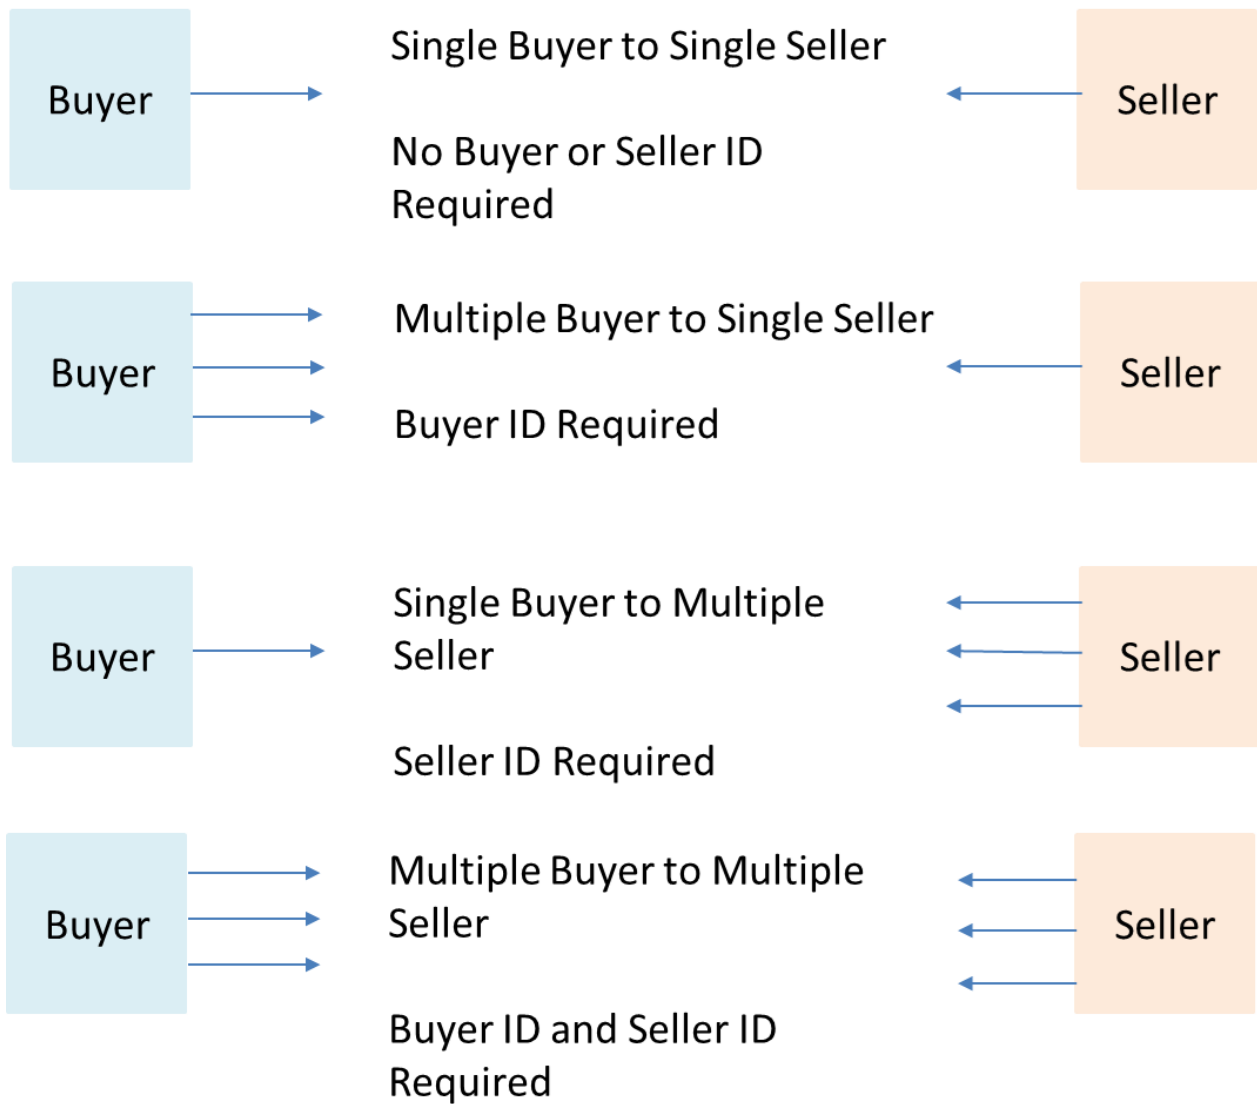 Buyer
Single Buyer to Single Seller
No Buyer or Seller ID
Required
Seller
Buyer
Multiple Buyer to Single Seller
Buyer ID Required
Seller
Buyer
Single Buyer to Multiple
Seller
Seller ID Required
Seller
Buyer
Multiple Buyer to Multiple
Seller
Buyer ID and Seller ID
Required
Seller